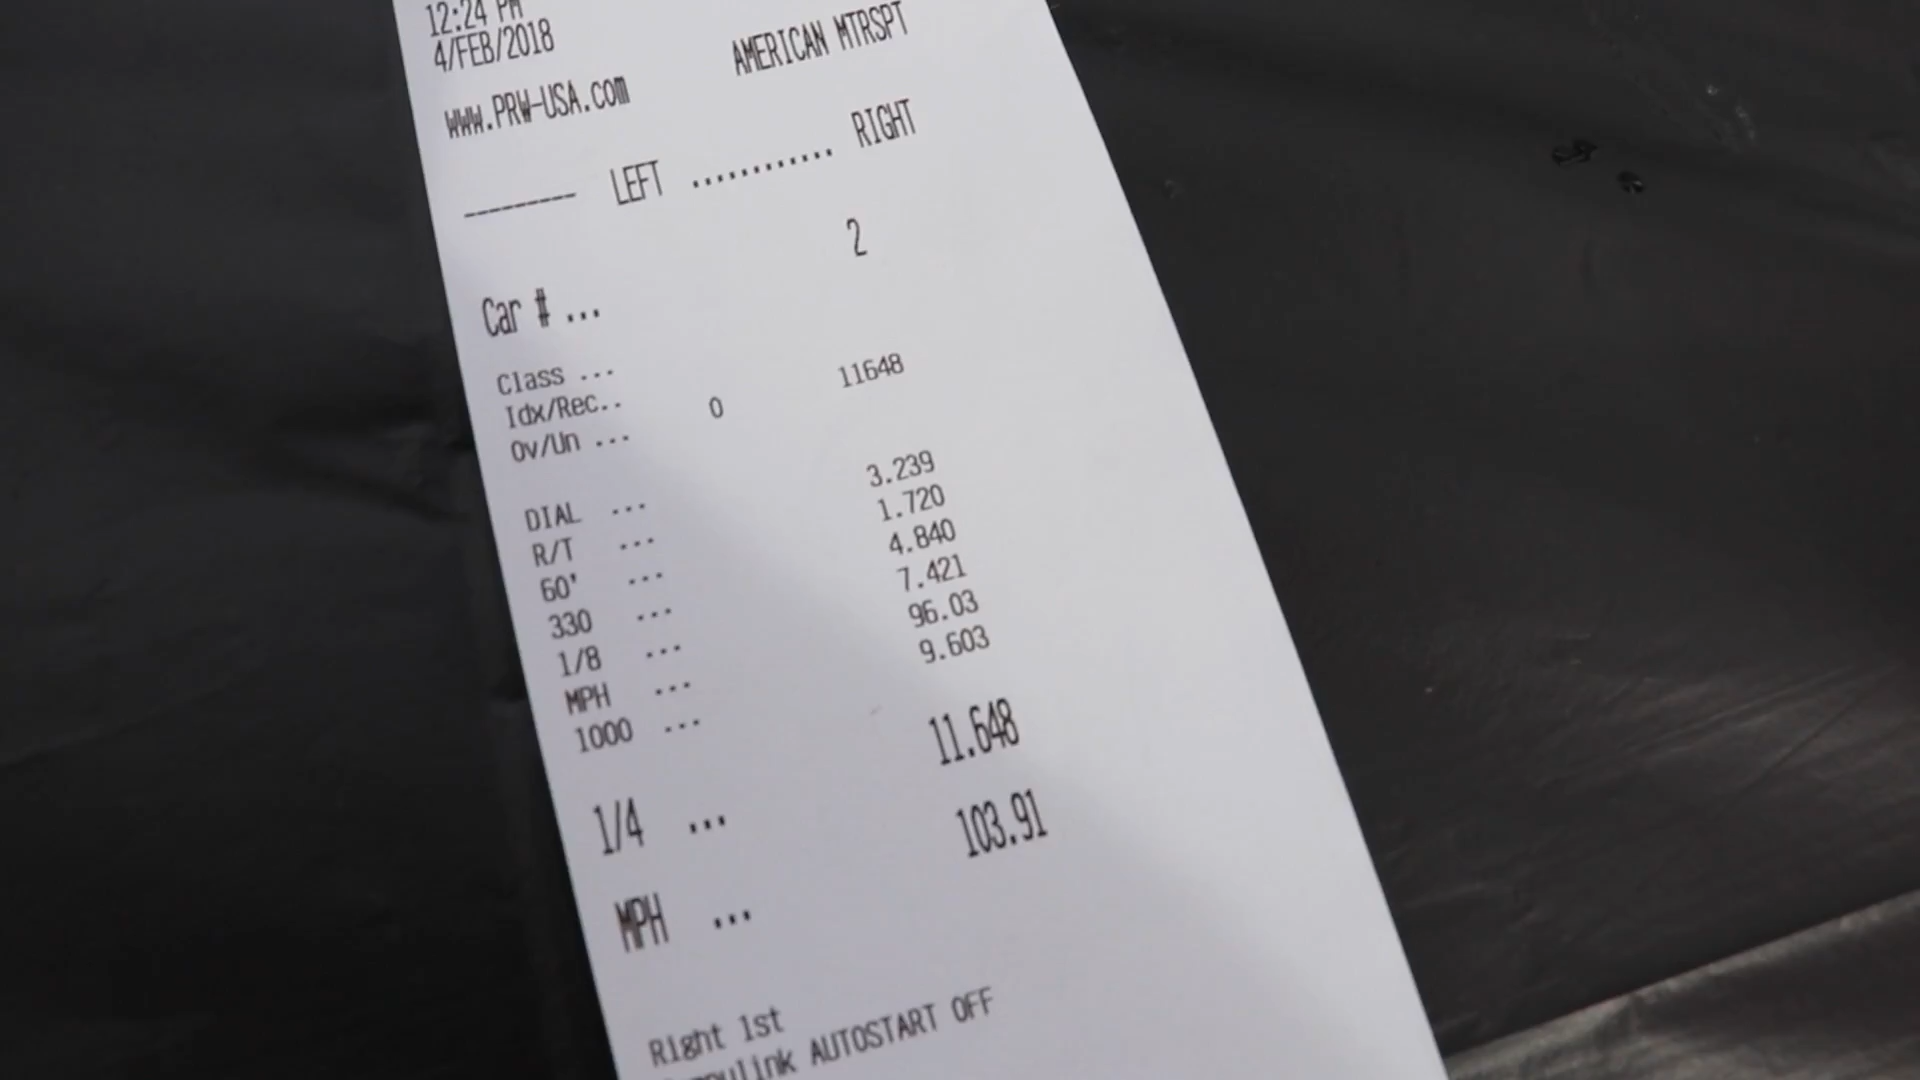 12:24 PM
4/FEB/2018
www.PRW-USA.com AMERICAN MTRSPT
_________ LEFT ............ RIGHT
Car # ... 2
Class ...
Idx/Rec..
Ov/Un ... 0 11648
DIAL ...
R/T ... 3.239
60' ... 1.720
330 ... 4.840
1/8 ... 7.421
MPH ... 96.03
1000 ... 9.603
1/4 ... 11.648
MPH ... 103.91
Right 1st
AUTOSTART OFF